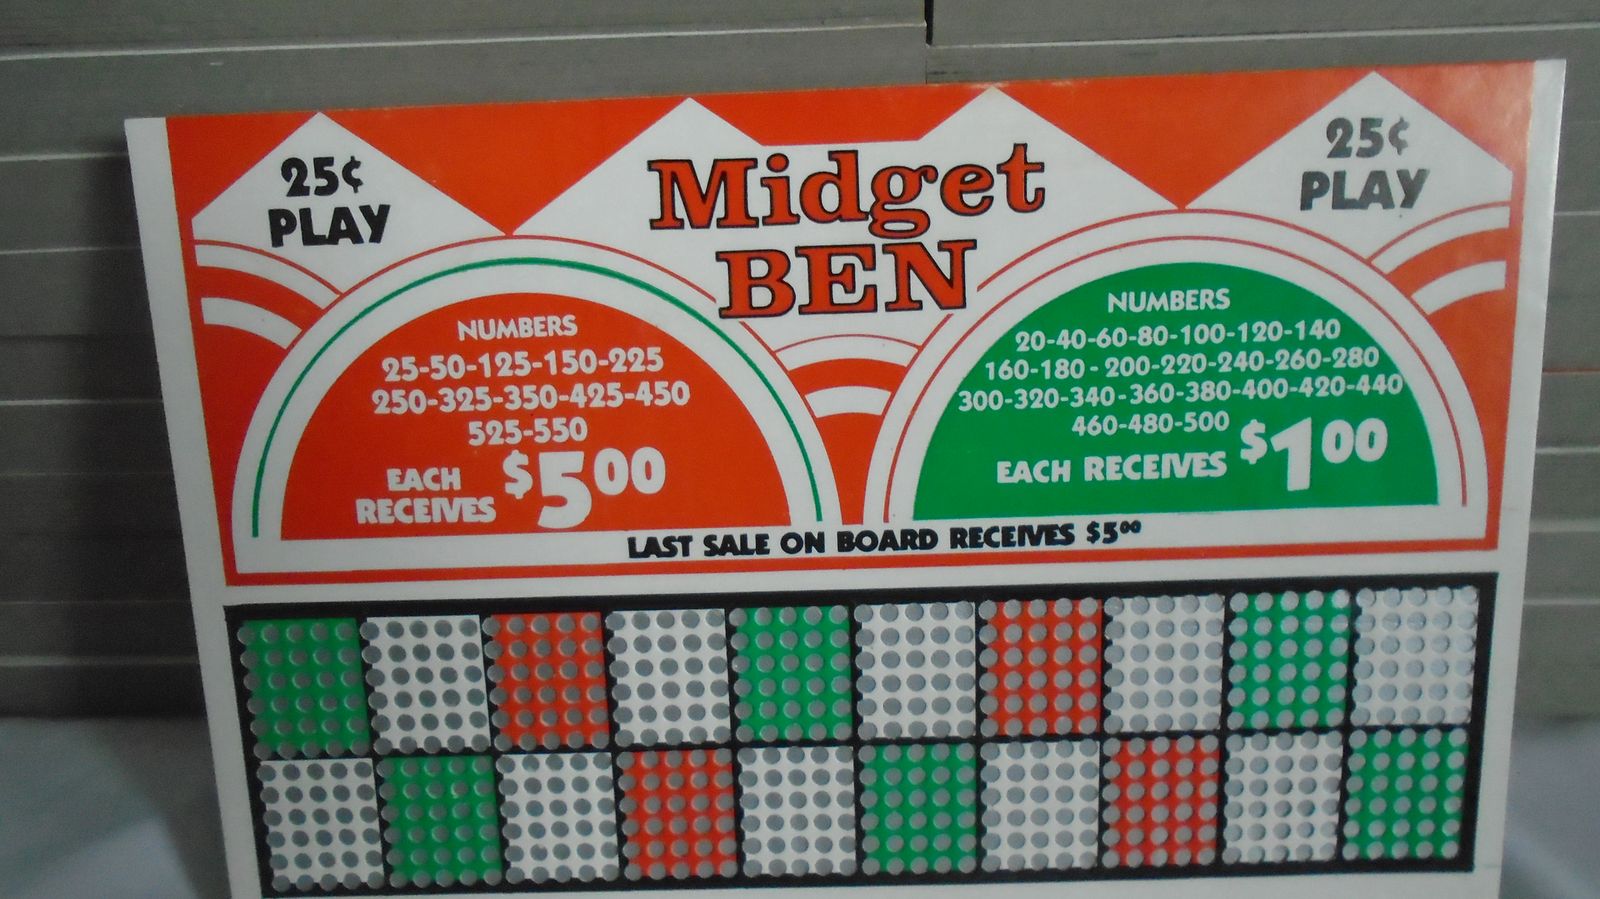 25¢
PLAY
Midget
BEN
25¢
PLAY
NUMBERS
25-50-125-150-225
250-325-350-425-450
525-550
EACH
RECEIVES
$5.00
NUMBERS
20-40-60-80-100-120-140
160-180-200-220-240-260-280
300-320-340-360-380-400-420-440
460-480-500
EACH RECEIVES $1.00
LAST SALE ON BOARD RECEIVES $5.00